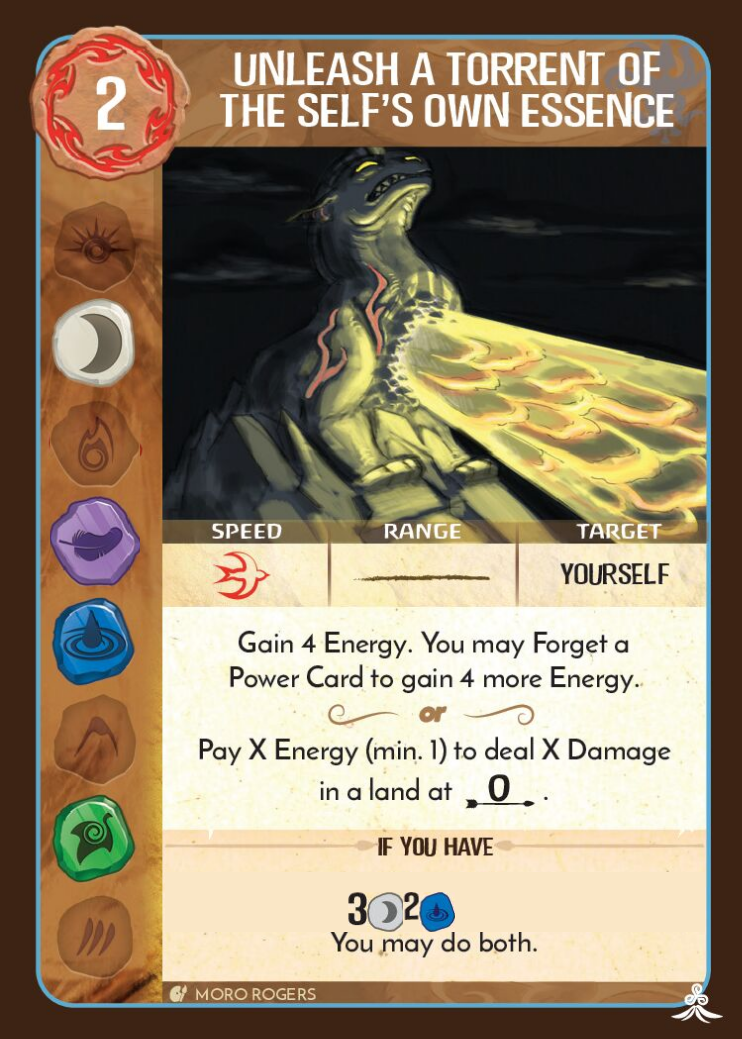 2
UNLEASH A TORRENT OF
THE SELF'S OWN ESSENCE
SPEED RANGE TARGET
YOURSELF
Gain 4 Energy. You may Forget a
Power Card to gain 4 more Energy.
or
Pay X Energy (min. 1) to deal X Damage
in a land at 0 .
IF YOU HAVE
3 2
You may do both.
MORO ROGERS